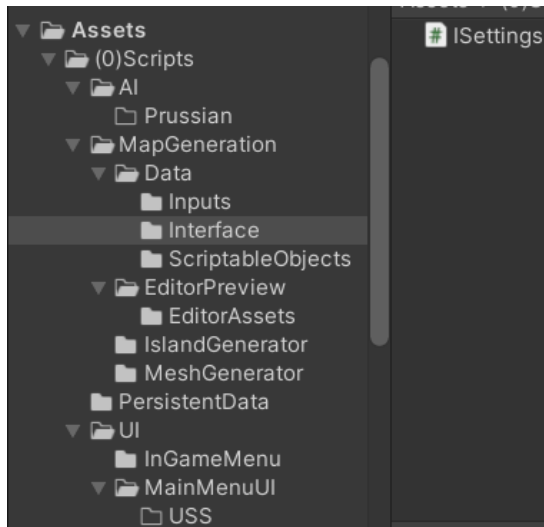 Assets
(0)Scripts
AI
Prussian
MapGeneration
Data
Inputs
Interface
ScriptableObjects
EditorPreview
EditorAssets
IslandGenerator
MeshGenerator
PersistentData
UI
InGameMenu
MainMenuUI
USS
# ISettings